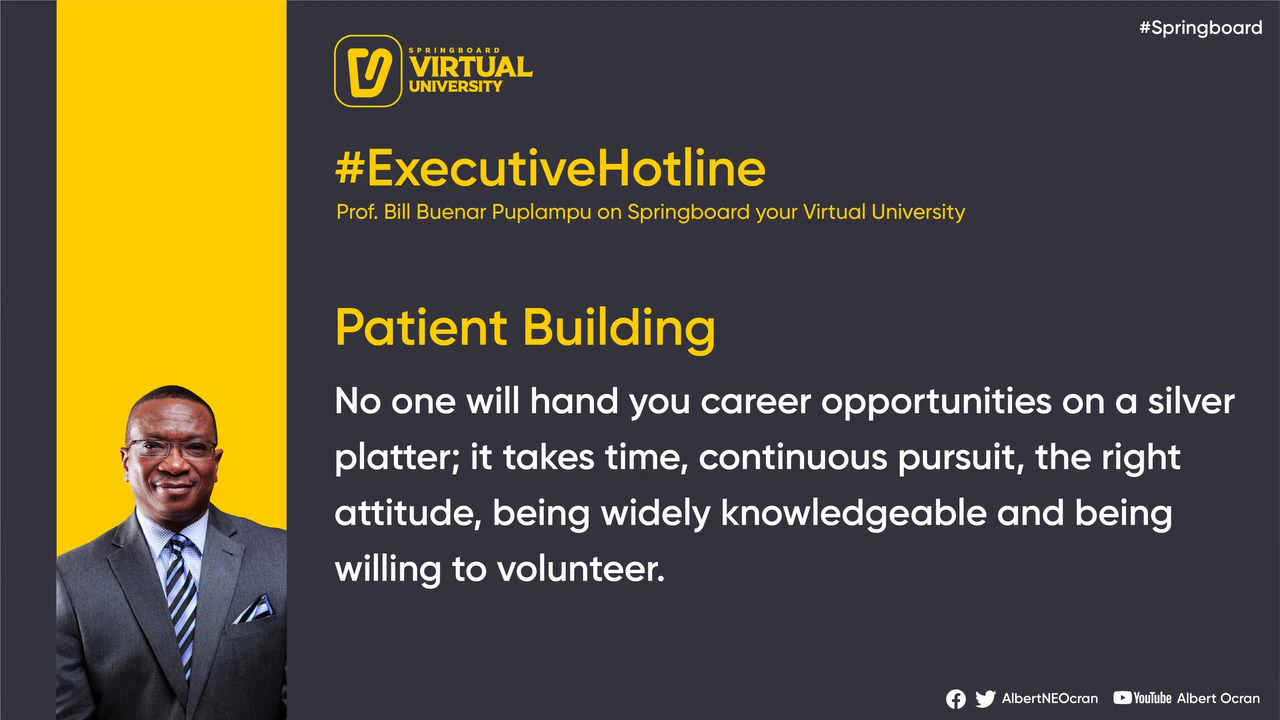 #Springboard
SPRINGBOARD
VIRTUAL
UNIVERSITY
#ExecutiveHotline
Prof. Bill Buenar Puplampu on Springboard your Virtual University
Patient Building
No one will hand you career opportunities on a silver
platter; it takes time, continuous pursuit, the right
attitude, being widely knowledgeable and being
willing to volunteer.
AlbertNEOcran YouTube Albert Ocran